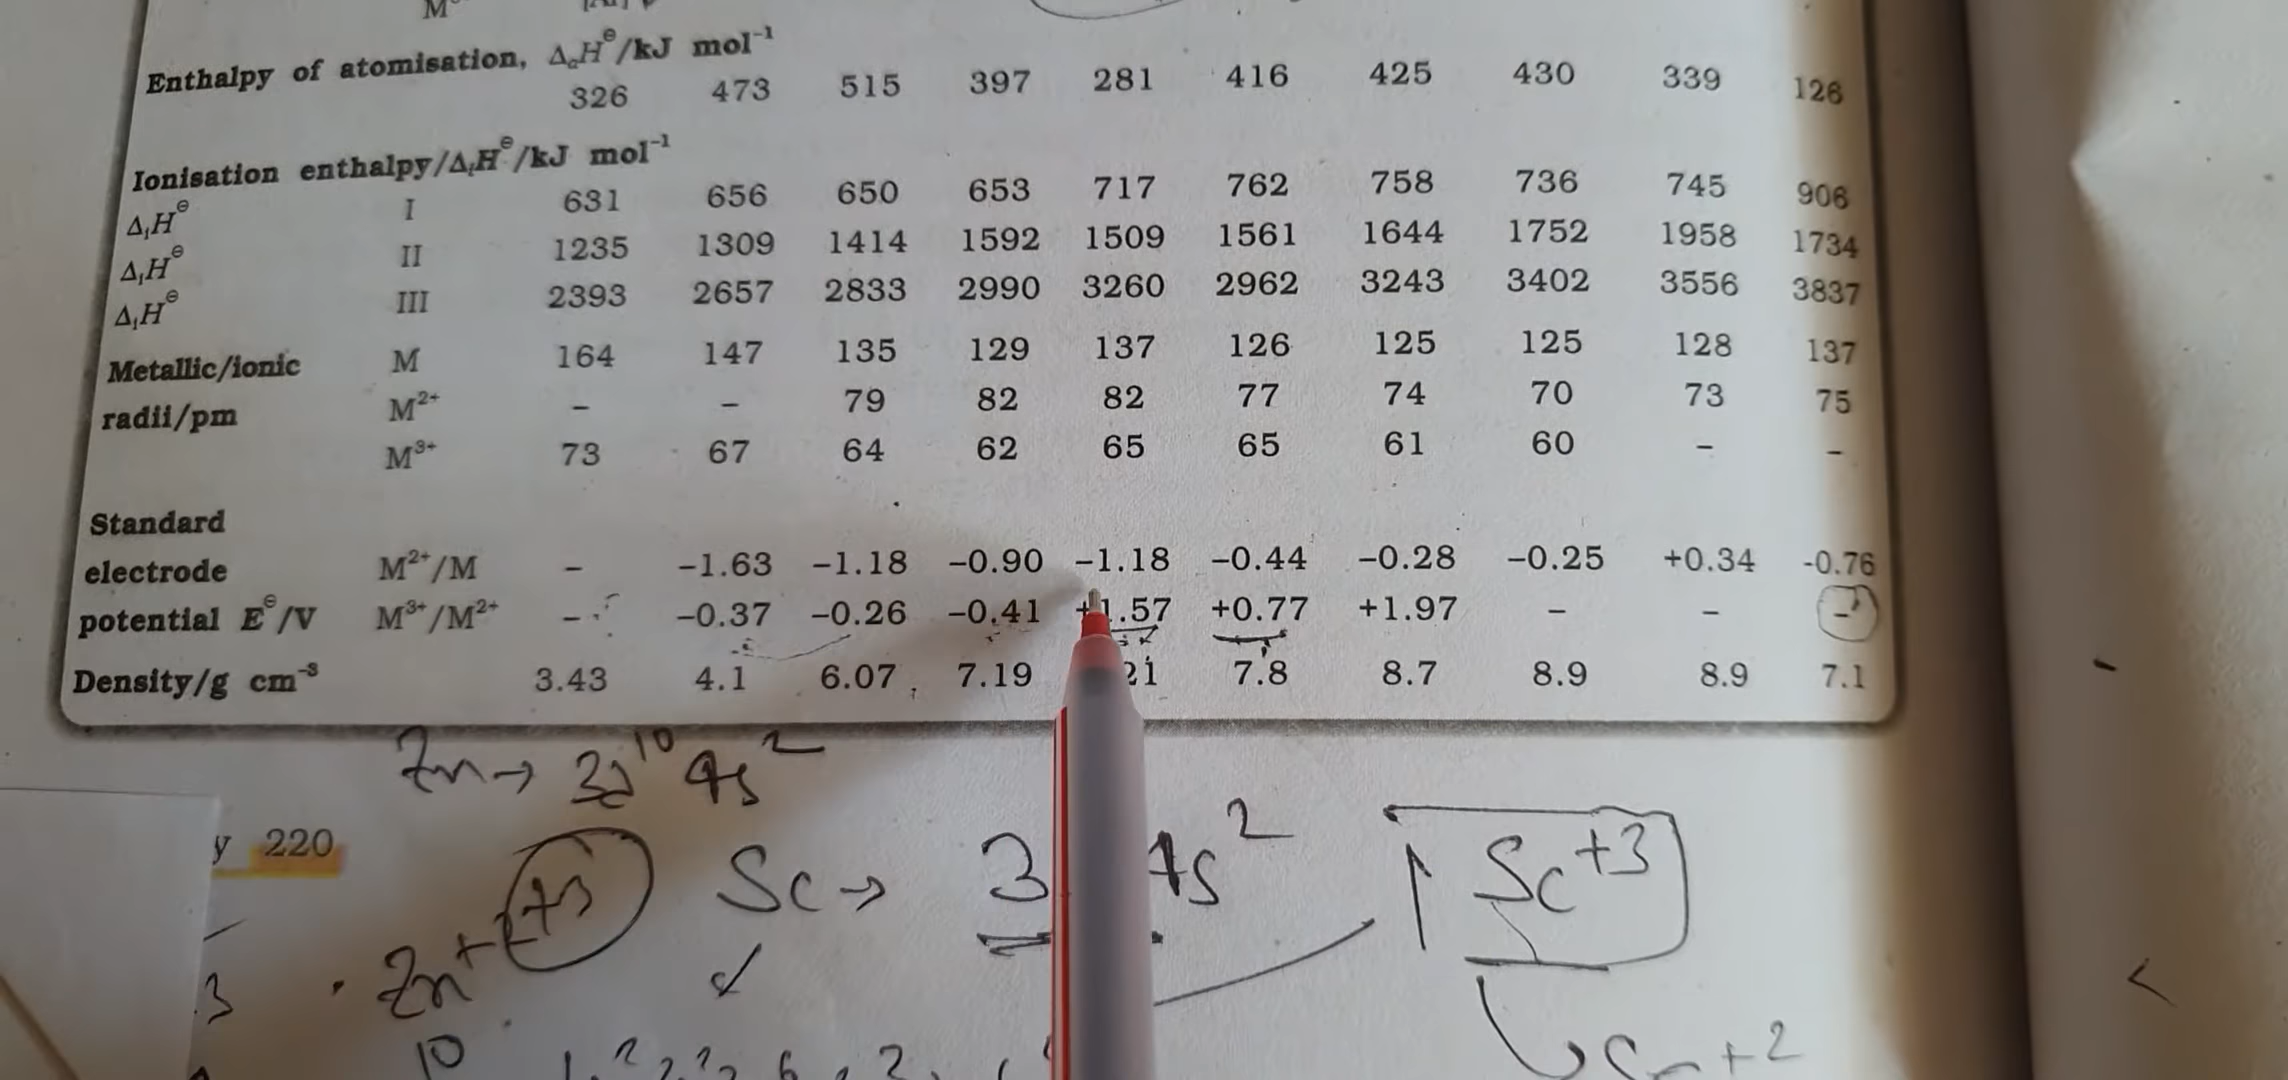 M
Enthalpy of atomisation, ΔₐH⊖/kJ mol⁻¹
326 473 515 397 281 416 425 430 339 126
Ionisation enthalpy/ΔᵢH⊖/kJ mol⁻¹
ΔᵢH⊖ I 631 656 650 653 717 762 758 736 745 906
ΔᵢH⊖ II 1235 1309 1414 1592 1509 1561 1644 1752 1958 1734
ΔᵢH⊖ III 2393 2657 2833 2990 3260 2962 3243 3402 3556 3837
Metallic/ionic M 164 147 135 129 137 126 125 125 128 137
radii/pm M²⁺ – – 79 82 82 77 74 70 73 75
M³⁺ 73 67 64 62 65 65 61 60 – –
Standard
electrode M²⁺/M – –1.63 –1.18 –0.90 –1.18 –0.44 –0.28 –0.25 +0.34 -0.76
potential E⊖/V M³⁺/M²⁺ – –0.37 –0.26 –0.41 +1.57 +0.77 +1.97 – – –
Density/g cm⁻³ 3.43 4.1 6.07 7.19 21 7.8 8.7 8.9 8.9 7.1
Zn → 3d¹⁰ 4s²
y 220
Sc → 3 4s² Sc⁺³
Zn⁺ +3
3
10